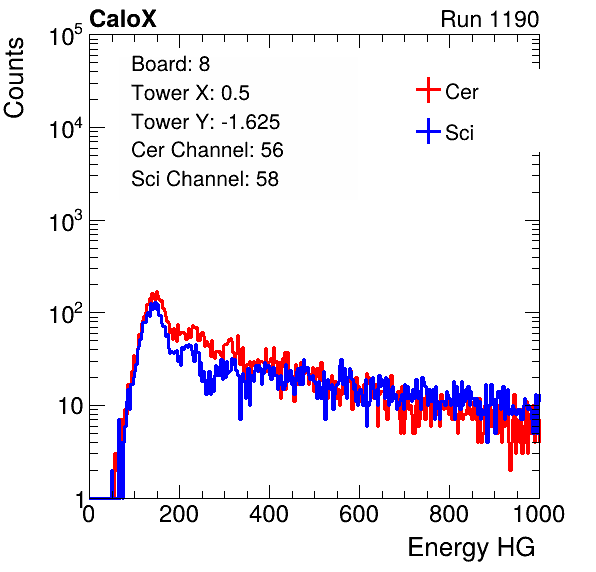 CaloX Run 1190
Counts
Board: 8
Tower X: 0.5
Tower Y: -1.625
Cer Channel: 56
Sci Channel: 58
Cer
Sci
10^5
10^4
10^3
10^2
10
1
0 200 400 600 800 1000
Energy HG